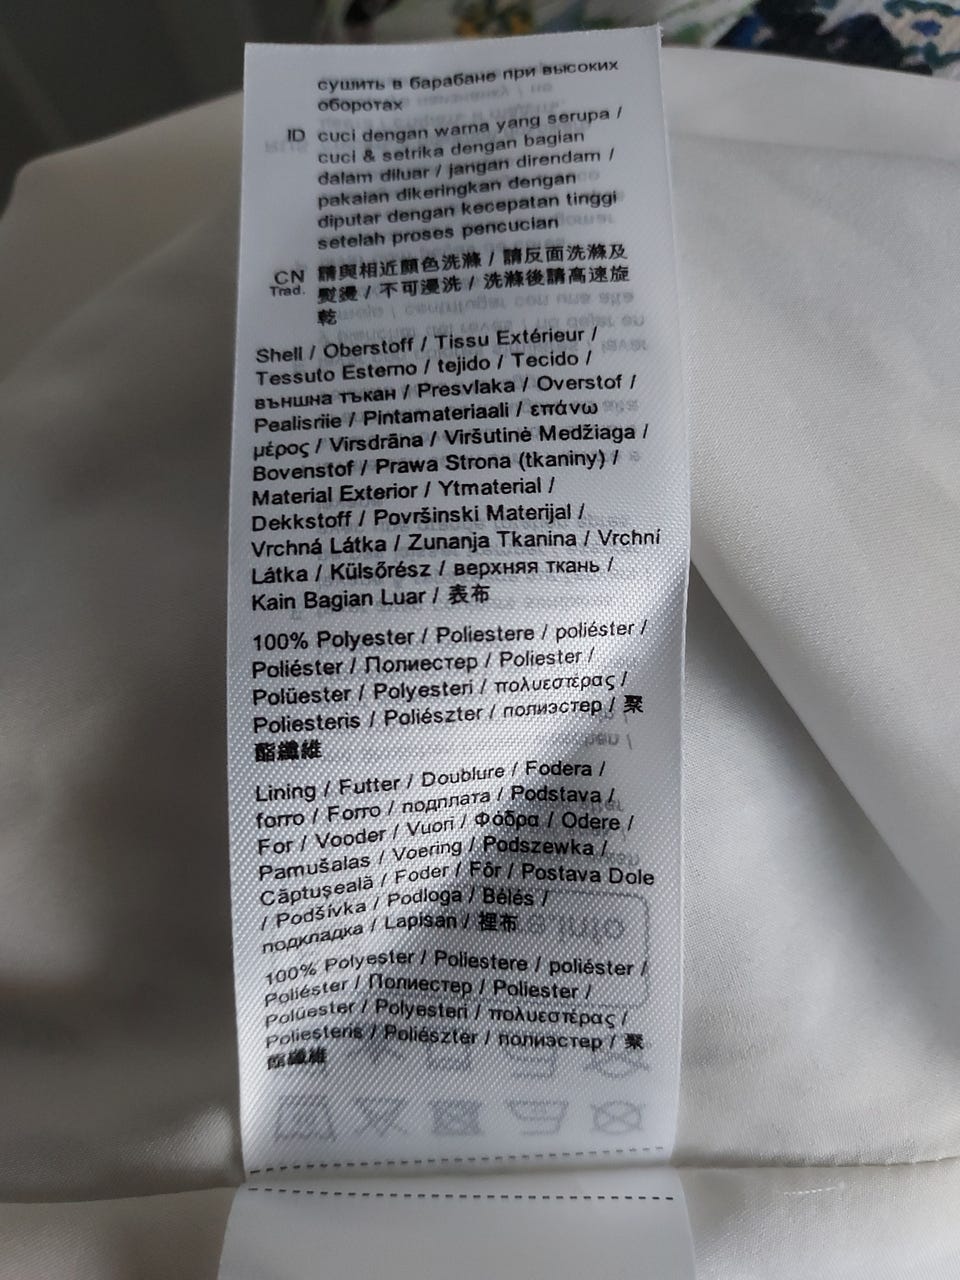 сушить в барабане при высоких
оборотах
ID cuci dengan warna yang serupa /
cuci & setrika dengan bagian
dalam diluar / jangan direndam /
pakaian dikeringkan dengan
diputar dengan kecepatan tinggi
setelah proses pencucian
CN 請與相近顏色洗滌 / 請反面洗滌及
Trad. 熨燙 / 不可浸洗 / 洗滌後請高速旋
乾
Shell / Oberstoff / Tissu Extérieur /
Tessuto Esterno / tejido / Tecido /
външна тъкан / Presvlaka / Overstof /
Pealisriie / Pintamateriaali / επάνω
μέρος / Virsdrāna / Viršutinė Medžiaga /
Bovenstof / Prawa Strona (tkaniny) /
Material Exterior / Ytmaterial /
Dekkstoff / Površinski Materijal /
Vrchná Látka / Zunanja Tkanina / Vrchní
Látka / Külsőrész / верхняя ткань /
Kain Bagian Luar / 表布
100% Polyester / Poliestere / poliéster /
Poliéster / Полиестер / Poliester /
Polüester / Polyesteri / πολυεστέρας /
Poliesteris / Poliészter / полиэстер / 聚
酯纖維
Lining / Futter / Doublure / Fodera /
forro / Forro / подплата / Podstava /
For / Vooder / Vuori / Φόδρα / Odere /
Pamušalas / Voering / Podszewka /
Căptușeală / Foder / Fôr / Postava Dole
/ Podšívka / Podloga / Bélés /
подкладка / Lapisan / 裡布
100% Polyester / Poliestere / poliéster /
Poliéster / Полиестер / Poliester /
Polüester / Polyesteri / πολυεστέρας /
Poliesteris / Poliészter / полиэстер / 聚
酯纖維